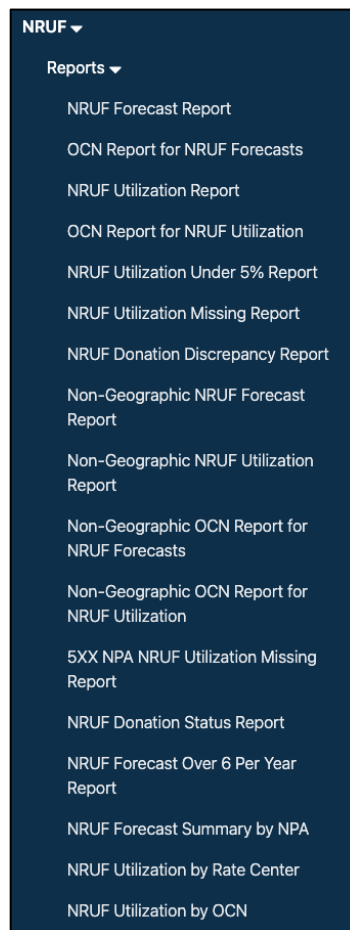 NRUF
Reports
NRUF Forecast Report
OCN Report for NRUF Forecasts
NRUF Utilization Report
OCN Report for NRUF Utilization
NRUF Utilization Under 5% Report
NRUF Utilization Missing Report
NRUF Donation Discrepancy Report
Non-Geographic NRUF Forecast
Report
Non-Geographic NRUF Utilization
Report
Non-Geographic OCN Report for
NRUF Forecasts
Non-Geographic OCN Report for
NRUF Utilization
5XX NPA NRUF Utilization Missing
Report
NRUF Donation Status Report
NRUF Forecast Over 6 Per Year
Report
NRUF Forecast Summary by NPA
NRUF Utilization by Rate Center
NRUF Utilization by OCN